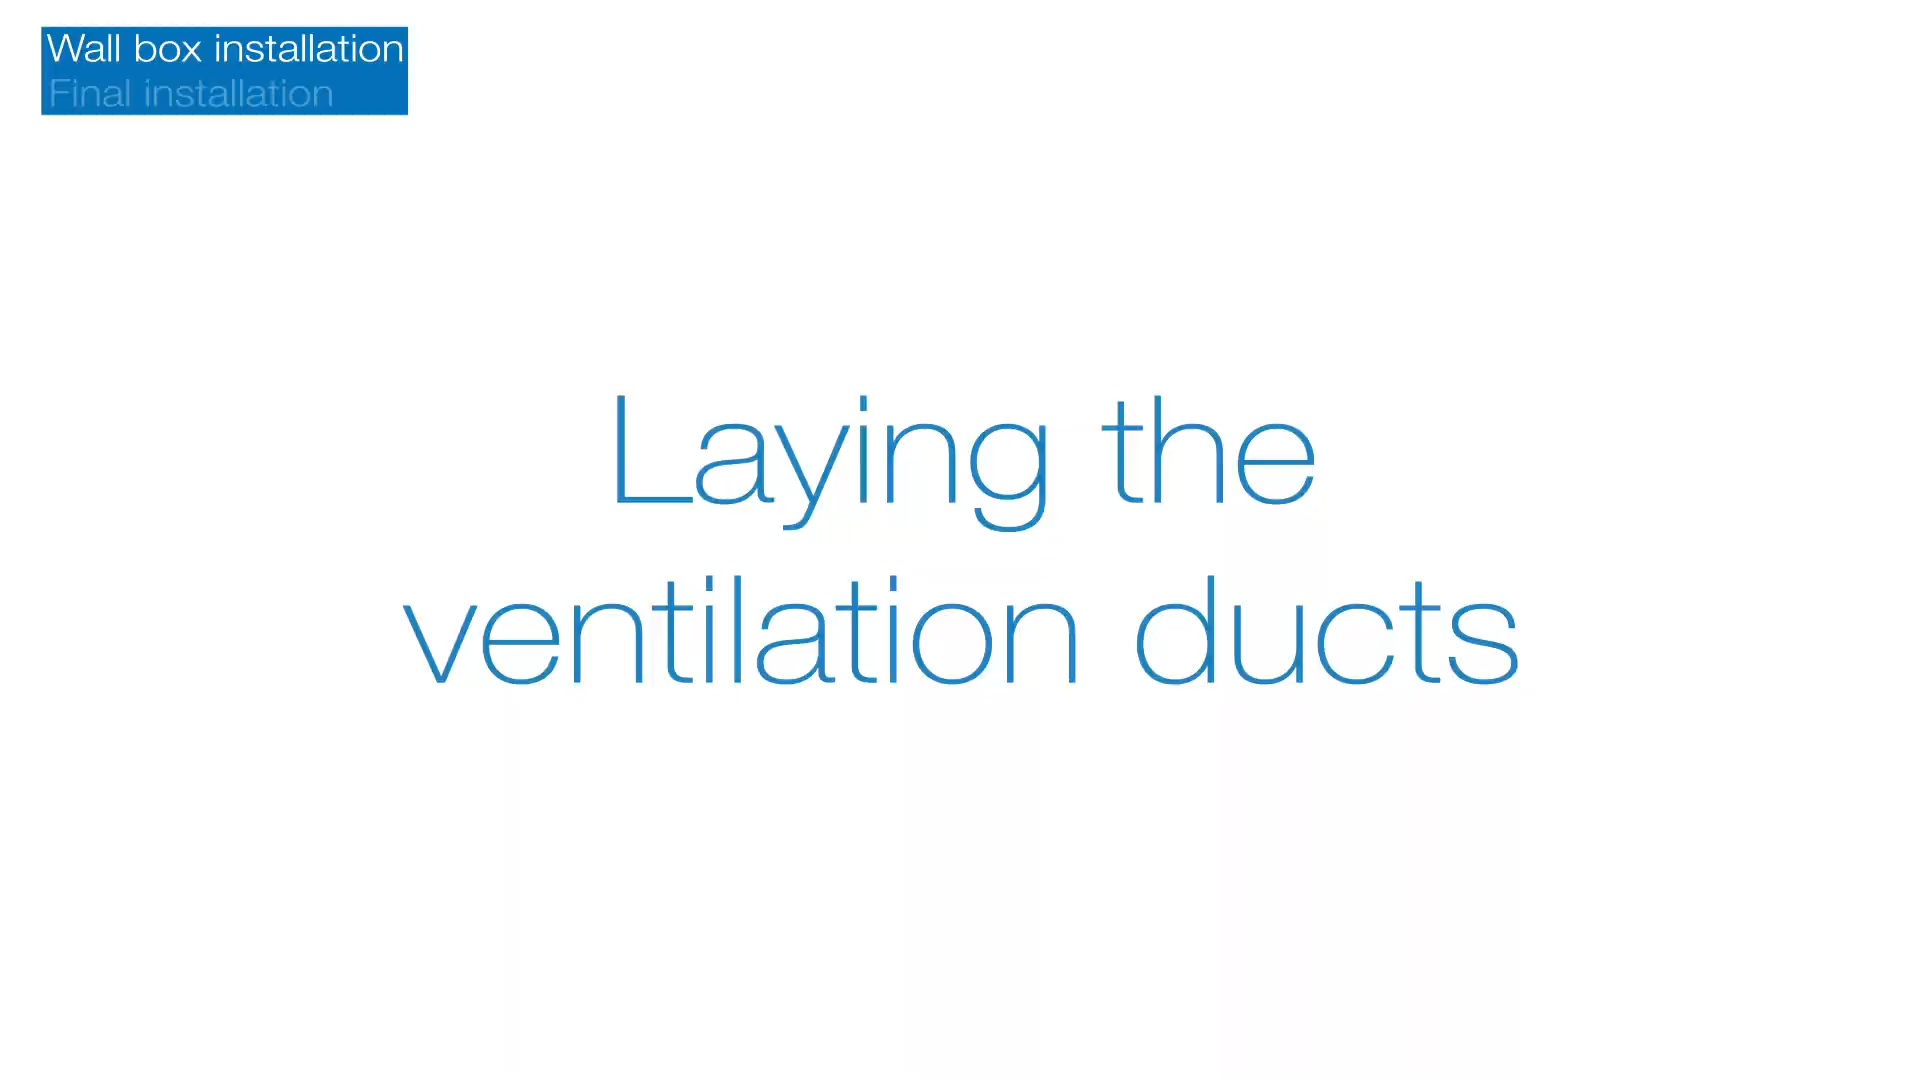 Wall box installation
Final installation
Laying the
ventilation ducts